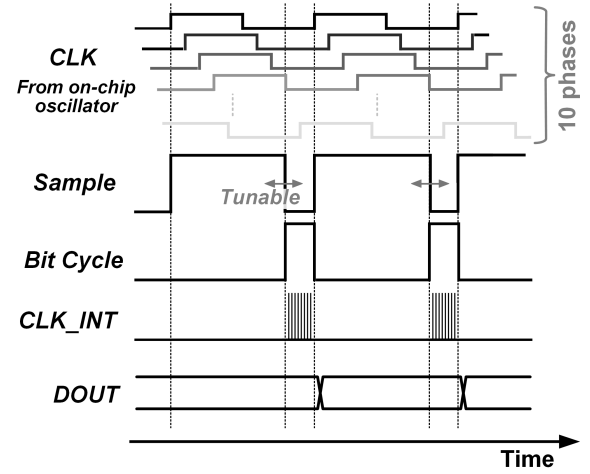 CLK
From on-chip
oscillator
10 phases
Sample
Tunable
Bit Cycle
CLK_INT
DOUT
Time